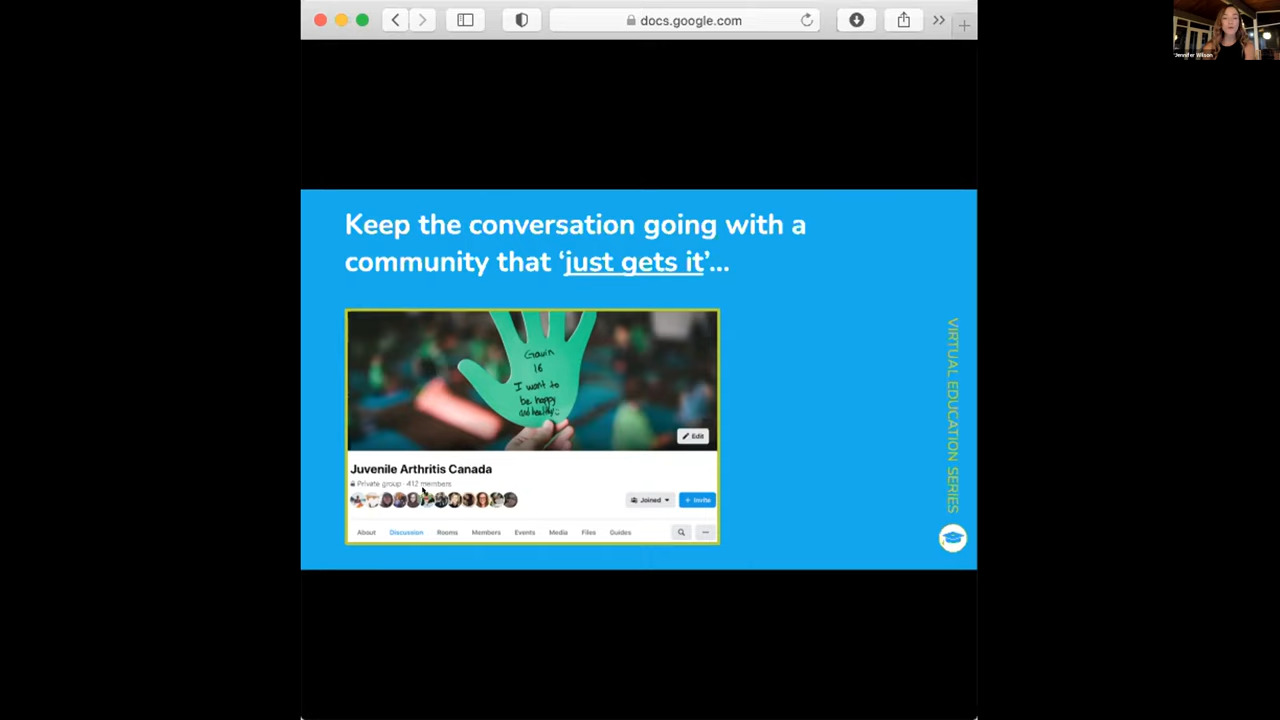 docs.google.com
Jennifer Wilson
Keep the conversation going with a
community that ‘just gets it’...
Gavin
16
I want to
be happy
and healthy :)
Edit
Juvenile Arthritis Canada
Private group · 412 members
Joined
+ Invite
About Discussion Rooms Members Events Media Files Guides
VIRTUAL EDUCATION SERIES